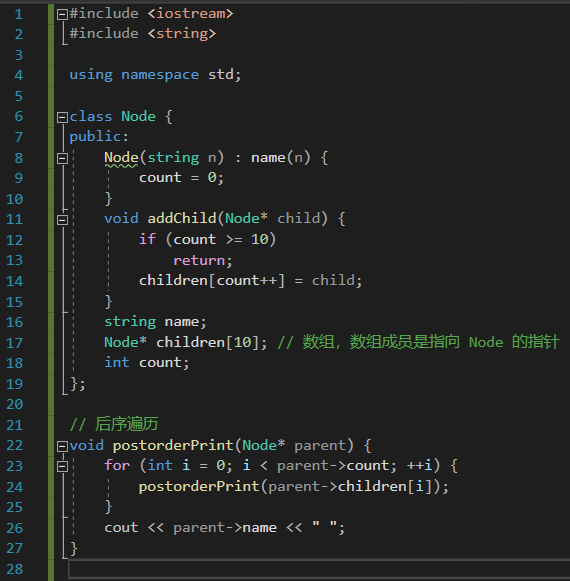 1 #include <iostream>
2 #include <string>
3
4 using namespace std;
5
6 class Node {
7 public:
8     Node(string n) : name(n) {
9         count = 0;
10     }
11     void addChild(Node* child) {
12         if (count >= 10)
13             return;
14         children[count++] = child;
15     }
16     string name;
17     Node* children[10]; // 数组，数组成员是指向 Node 的指针
18     int count;
19 };
20
21 // 后序遍历
22 void postorderPrint(Node* parent) {
23     for (int i = 0; i < parent->count; ++i) {
24         postorderPrint(parent->children[i]);
25     }
26     cout << parent->name << " ";
27 }
28